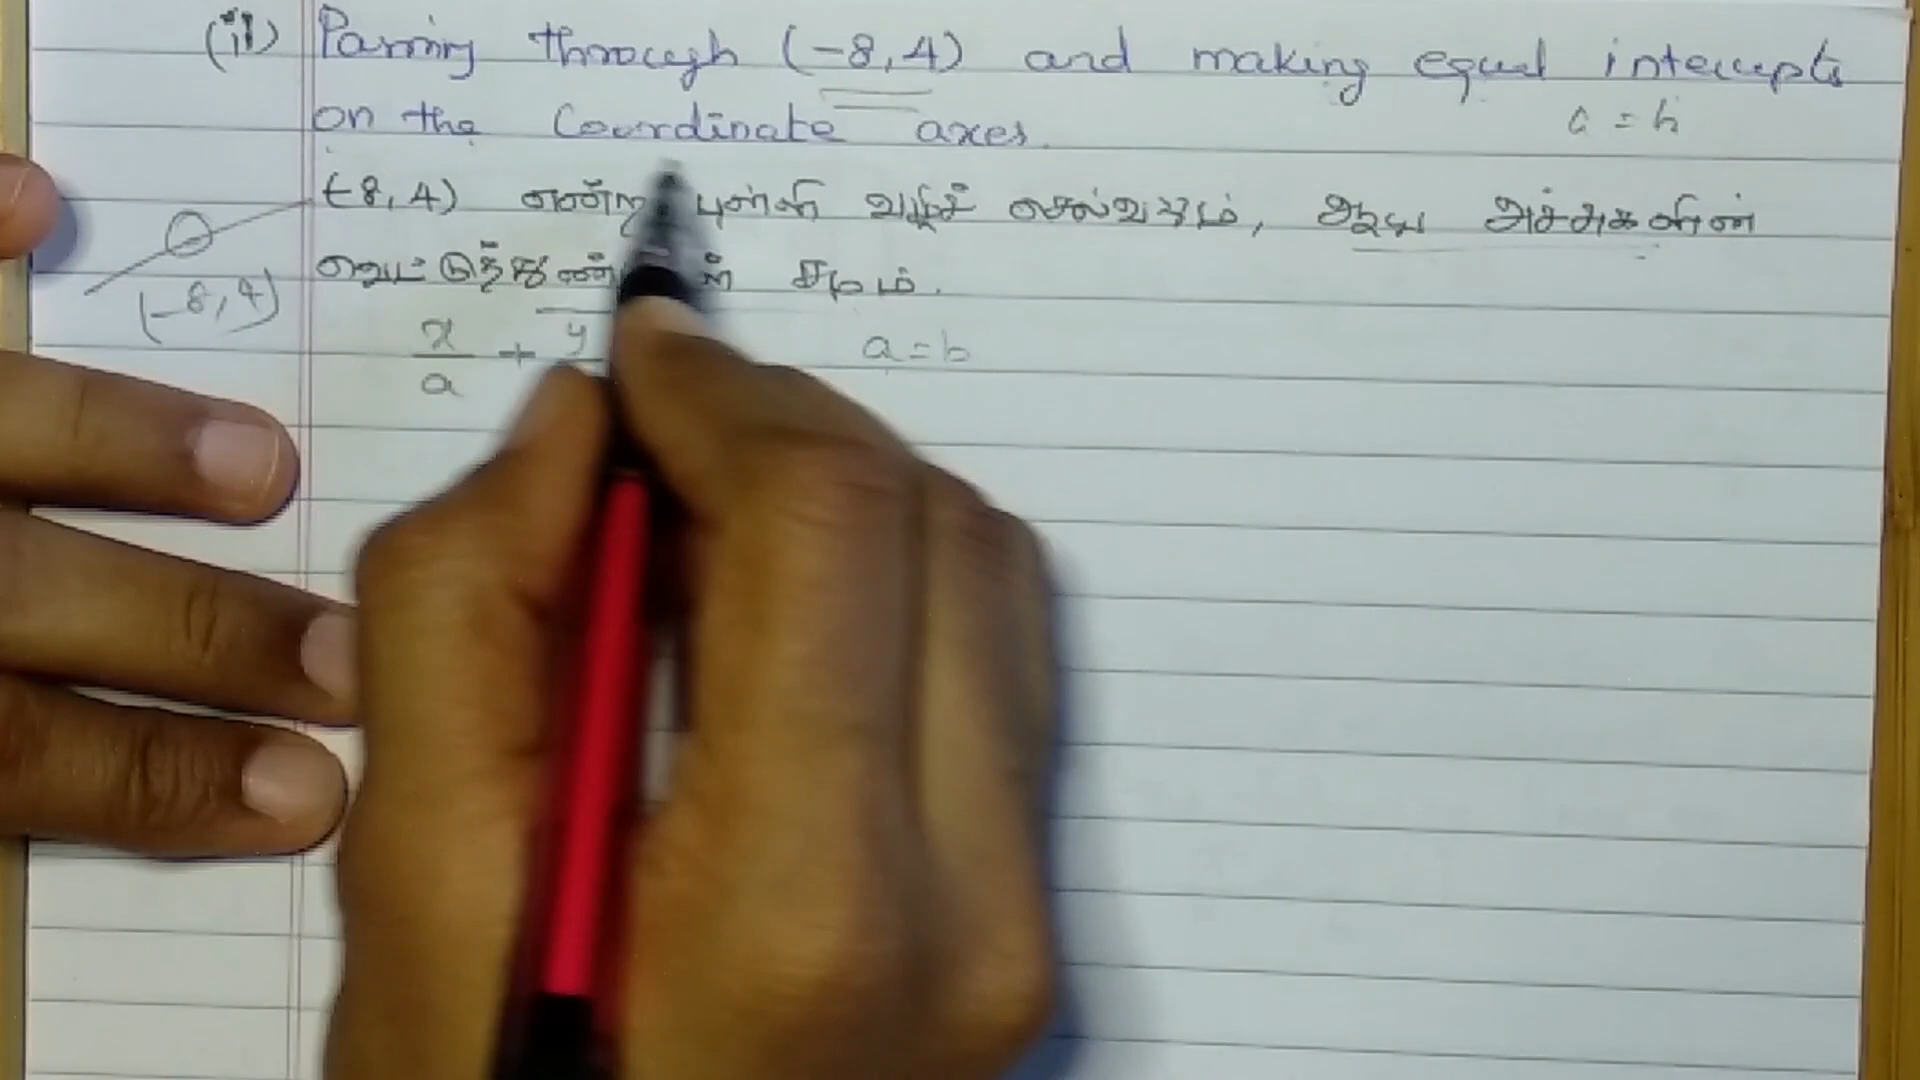 (ii) Passing through (-8, 4) and making equal intercepts
on the Coordinate axes.
a = b
(-8, 4) என்ற புள்ளி வழிச் செல்வதும், ஆய அச்சுகளின்
சமம்.
(-8, 4)
x/a + y a = b